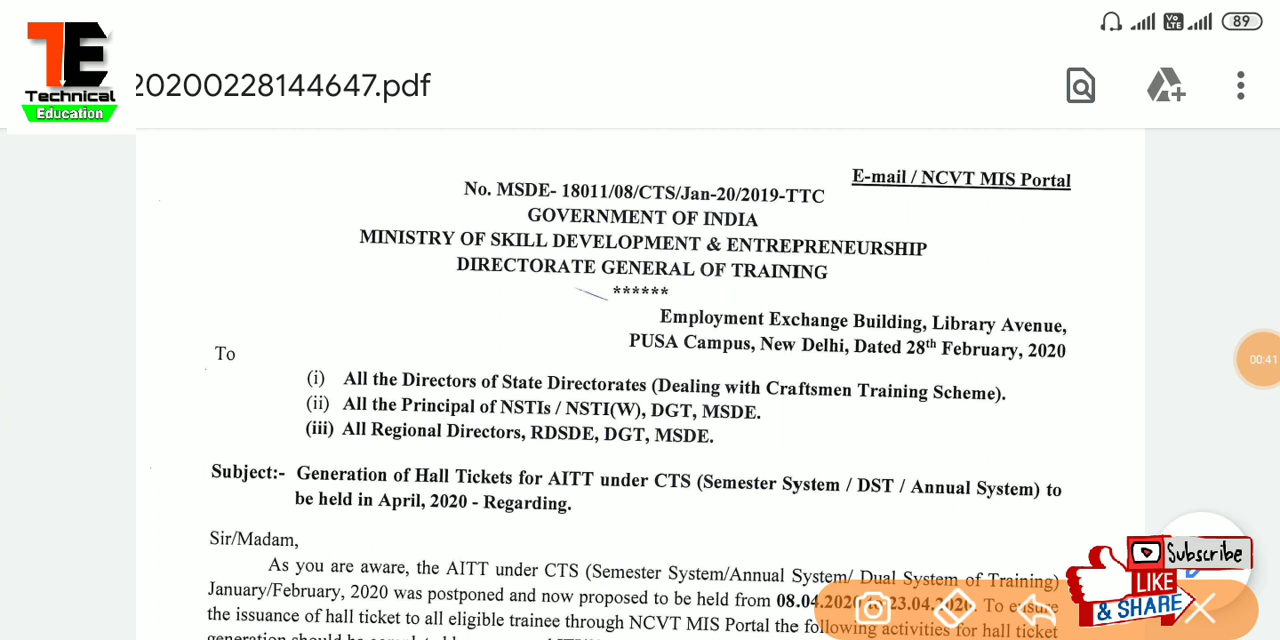 89
TE
Technical
Education
20200228144647.pdf
E-mail / NCVT MIS Portal
No. MSDE- 18011/08/CTS/Jan-20/2019-TTC
GOVERNMENT OF INDIA
MINISTRY OF SKILL DEVELOPMENT & ENTREPRENEURSHIP
DIRECTORATE GENERAL OF TRAINING
******
Employment Exchange Building, Library Avenue,
PUSA Campus, New Delhi, Dated 28th February, 2020
To
00:41
(i) All the Directors of State Directorates (Dealing with Craftsmen Training Scheme).
(ii) All the Principal of NSTIs / NSTI(W), DGT, MSDE.
(iii) All Regional Directors, RDSDE, DGT, MSDE.
Subject:- Generation of Hall Tickets for AITT under CTS (Semester System / DST / Annual System) to
be held in April, 2020 - Regarding.
Sir/Madam,
As you are aware, the AITT under CTS (Semester System/Annual System/ Dual System of Training)
January/February, 2020 was postponed and now proposed to be held from 08.04.2020 to 23.04.2020. To ensure
the issuance of hall ticket to all eligible trainee through NCVT MIS Portal the following activities for hall ticket
Subscribe
LIKE
& SHARE